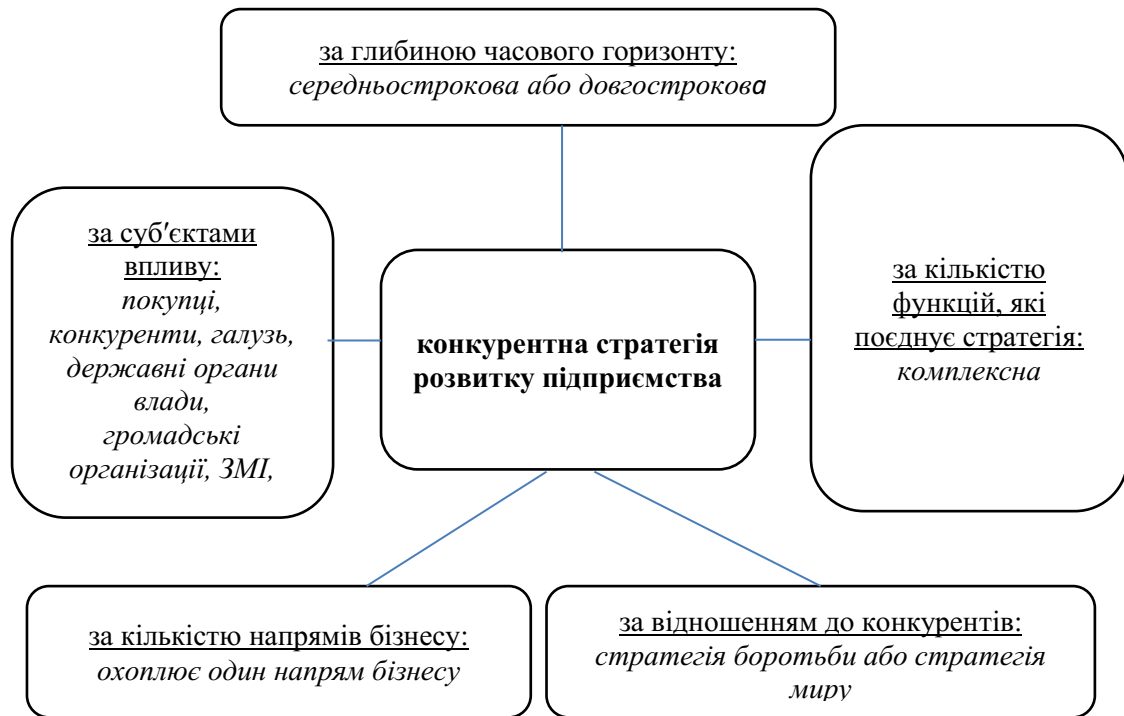 за глибиною часового горизонту:
середньострокова або довгострокова
за суб'єктами
впливу:
покупці,
конкуренти, галузь,
державні органи
влади,
громадські
організації, ЗМІ,
конкурентна стратегія
розвитку підприємства
за кількістю
функцій, які
поєднує стратегія:
комплексна
за кількістю напрямів бізнесу:
охоплює один напрям бізнесу
за відношенням до конкурентів:
стратегія боротьби або стратегія
миру